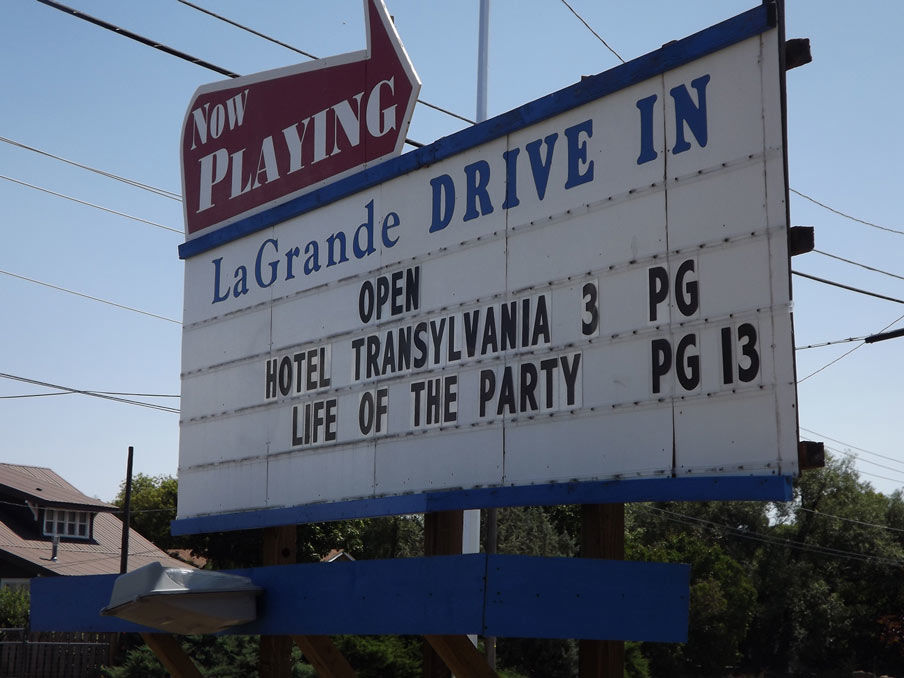 NOW
PLAYING
LaGrande DRIVE IN
OPEN
HOTEL TRANSYLVANIA 3 PG
LIFE OF THE PARTY PG 13